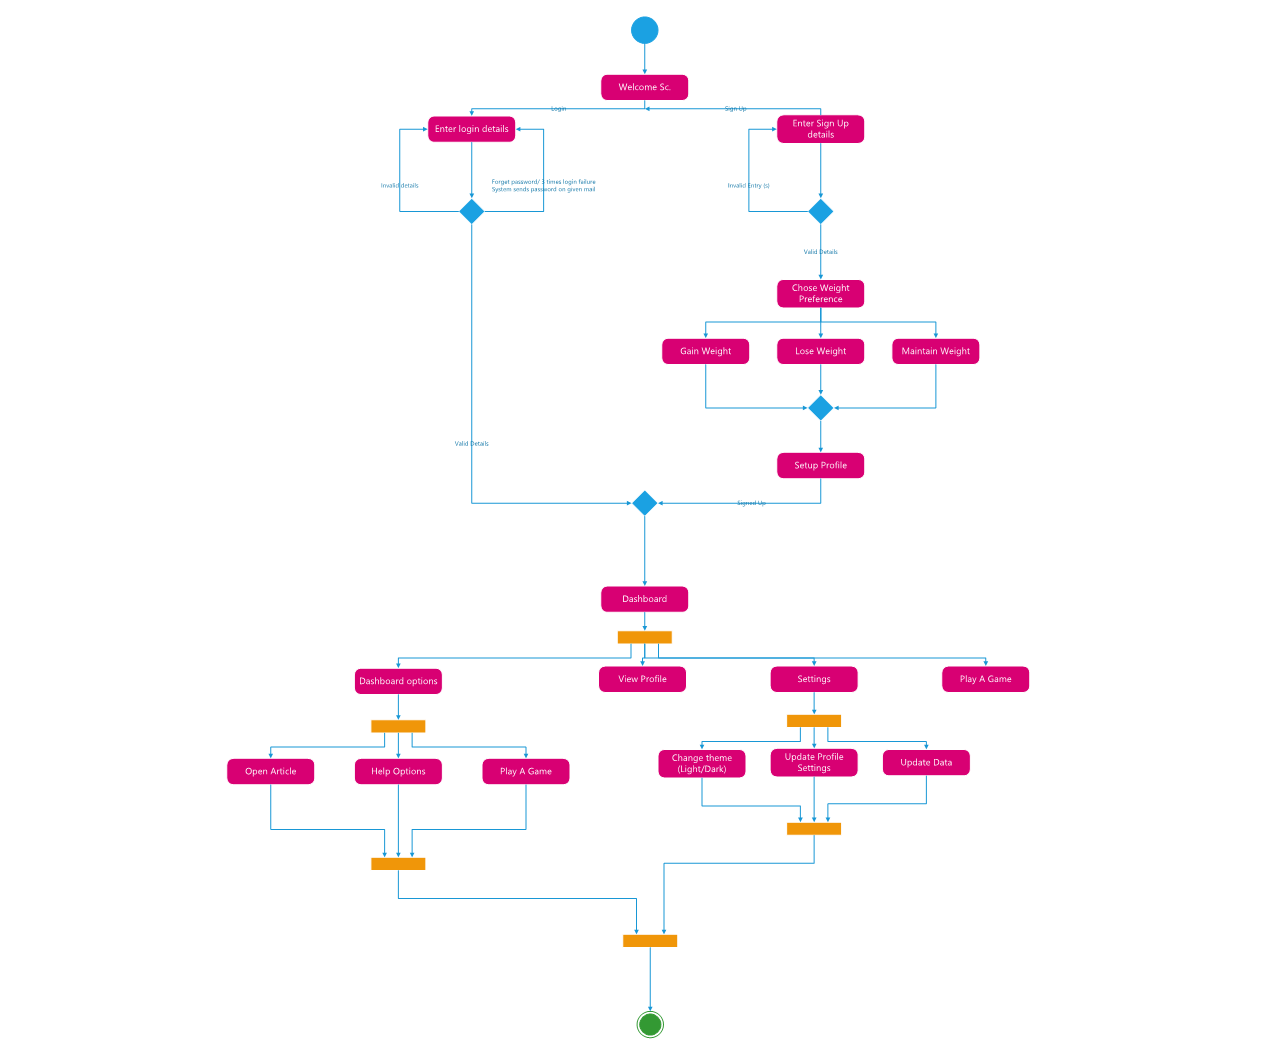 Welcome Sc.
Login
Sign Up
Enter login details
Enter Sign Up
details
Invalid details
Forget password/ 3 times login failure
System sends password on given mail
Invalid Entry (s)
Valid Details
Chose Weight
Preference
Gain Weight
Lose Weight
Maintain Weight
Valid Details
Setup Profile
Signed Up
Dashboard
Dashboard options
View Profile
Settings
Play A Game
Open Article
Help Options
Play A Game
Change theme
(Light/Dark)
Update Profile
Settings
Update Data